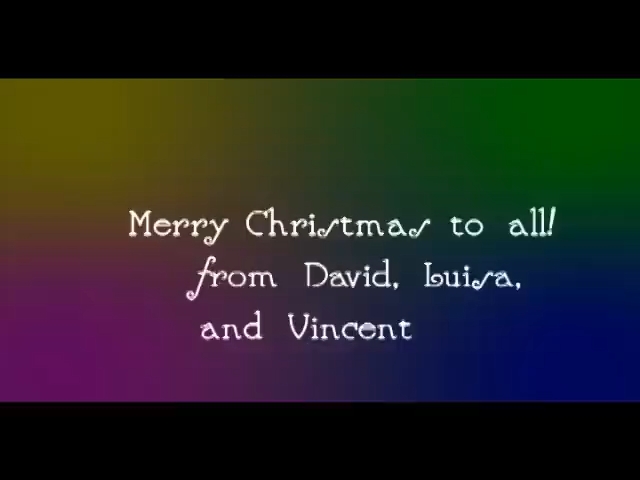 Merry Christmas to all!
from David, Luisa,
and Vincent